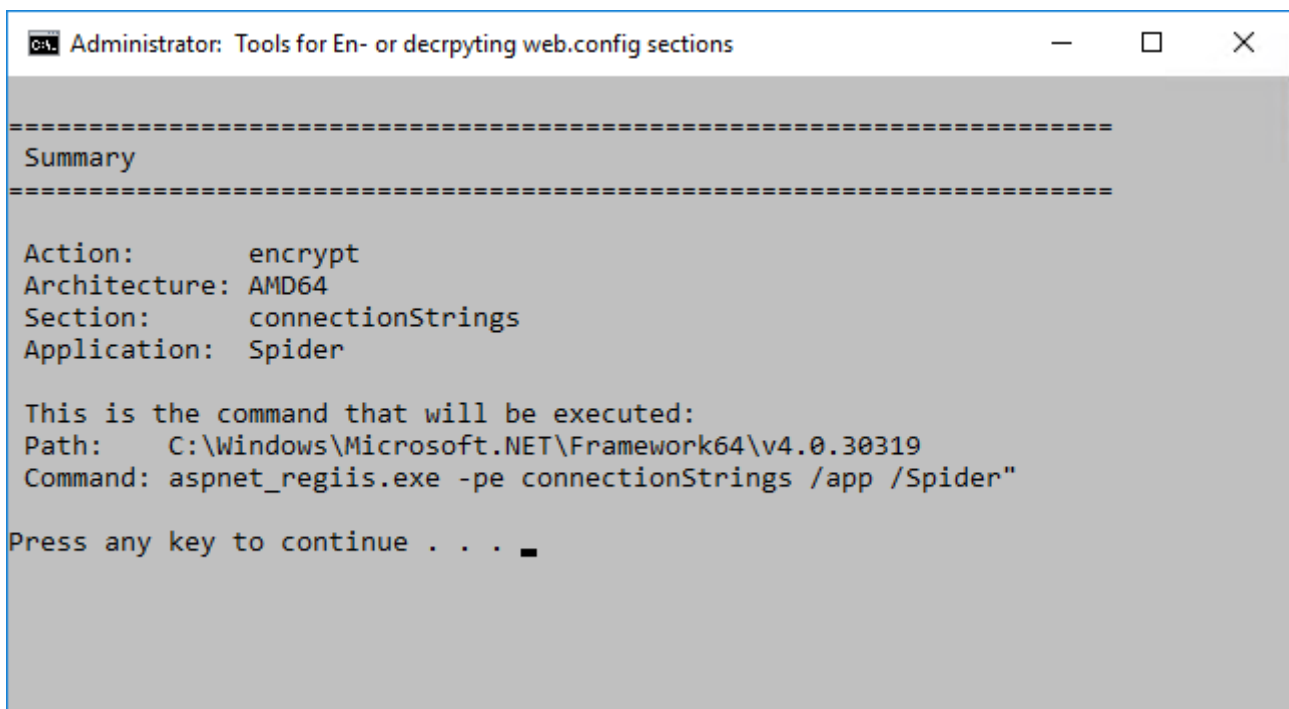 Administrator: Tools for En- or decrpyting web.config sections
=====================================================================
Summary
=====================================================================
Action: encrypt
Architecture: AMD64
Section: connectionStrings
Application: Spider
This is the command that will be executed:
Path: C:\Windows\Microsoft.NET\Framework64\v4.0.30319
Command: aspnet_regiis.exe -pe connectionStrings /app /Spider"
Press any key to continue . . .